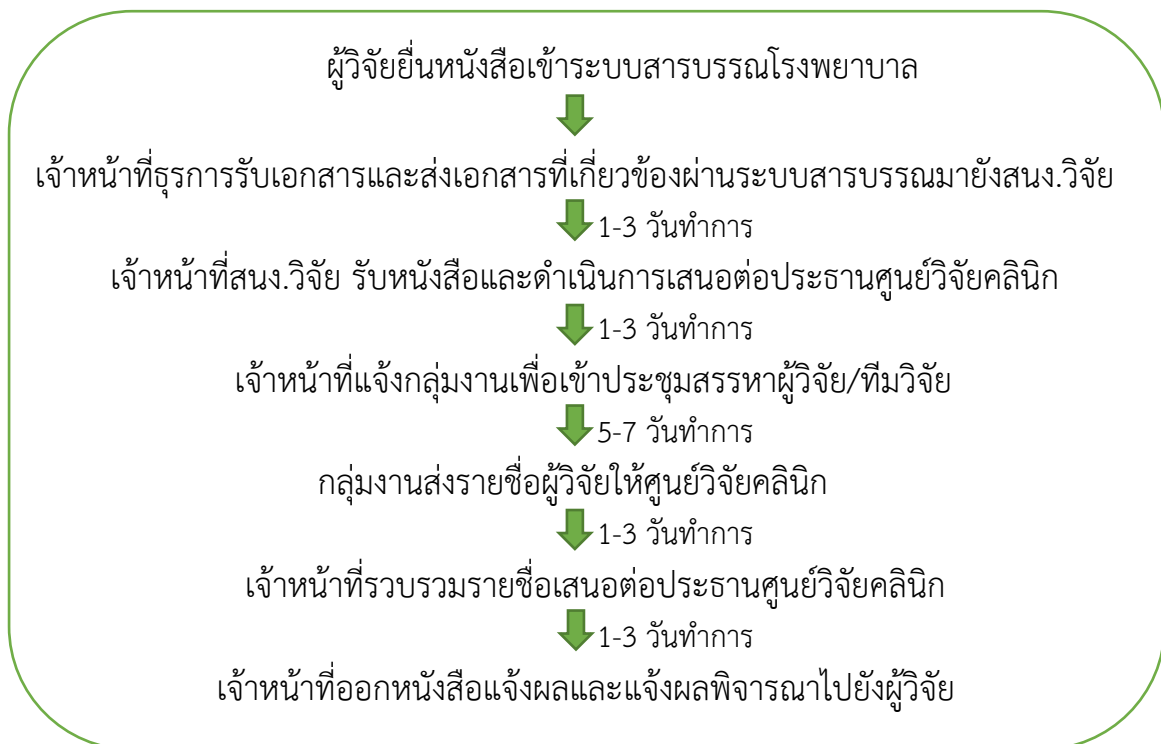 ผู้วิจัยยื่นหนังสือเข้าระบบสารบรรณโรงพยาบาล
เจ้าหน้าที่ธุรการรับเอกสารและส่งเอกสารที่เกี่ยวข้องผ่านระบบสารบรรณมายังสนง.วิจัย
1-3 วันทำการ
เจ้าหน้าที่สนง.วิจัย รับหนังสือและดำเนินการเสนอต่อประธานศูนย์วิจัยคลินิก
1-3 วันทำการ
เจ้าหน้าที่แจ้งกลุ่มงานเพื่อเข้าประชุมสรรหาผู้วิจัย/ทีมวิจัย
5-7 วันทำการ
กลุ่มงานส่งรายชื่อผู้วิจัยให้ศูนย์วิจัยคลินิก
1-3 วันทำการ
เจ้าหน้าที่รวบรวมรายชื่อเสนอต่อประธานศูนย์วิจัยคลินิก
1-3 วันทำการ
เจ้าหน้าที่ออกหนังสือแจ้งผลและแจ้งผลพิจารณาไปยังผู้วิจัย